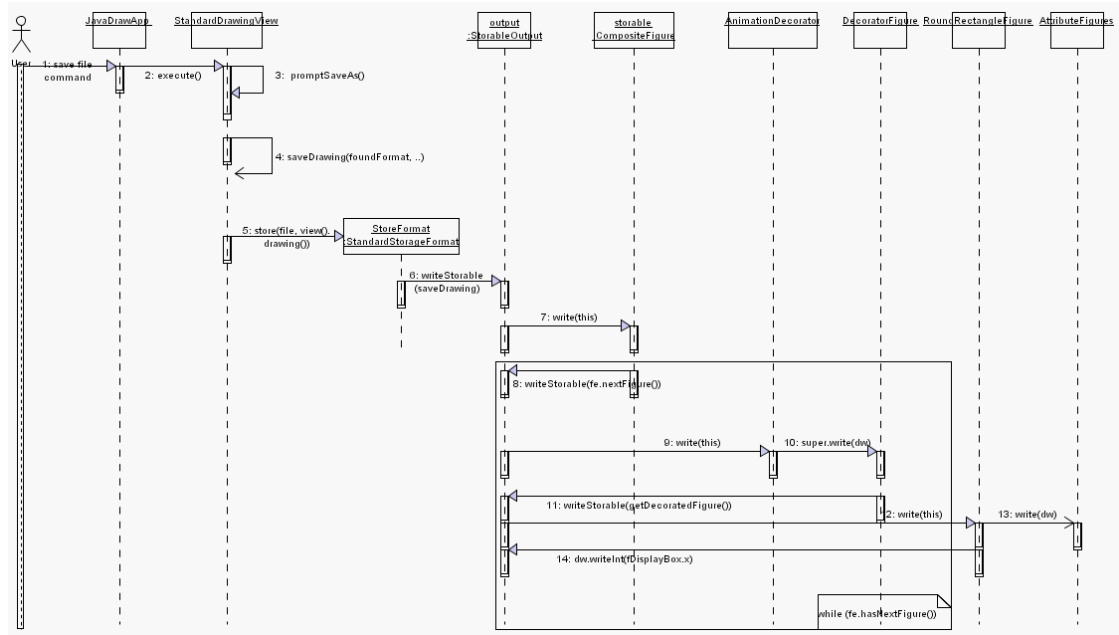 JavaDrawApp
StandardDrawingView
output
:StorableOutput
storable
:CompositeFigure
AnimationDecorator
DecoratorFigure
RoundRectangleFigure
AttributeFigures
User
1: save file
command
2: execute()
3: promptSaveAs()
4: saveDrawing(foundFormat, ..)
5: store(file, view().
drawing())
StoreFormat
:StandardStorageFormat
6: writeStorable
(saveDrawing)
7: write(this)
8: writeStorable(fe.nextFigure())
9: write(this)
10: super.write(dw)
11: writeStorable(getDecoratedFigure())
2: write(this)
13: write(dw)
14: dw.writeInt(fDisplayBox.x)
while (fe.hasNextFigure())